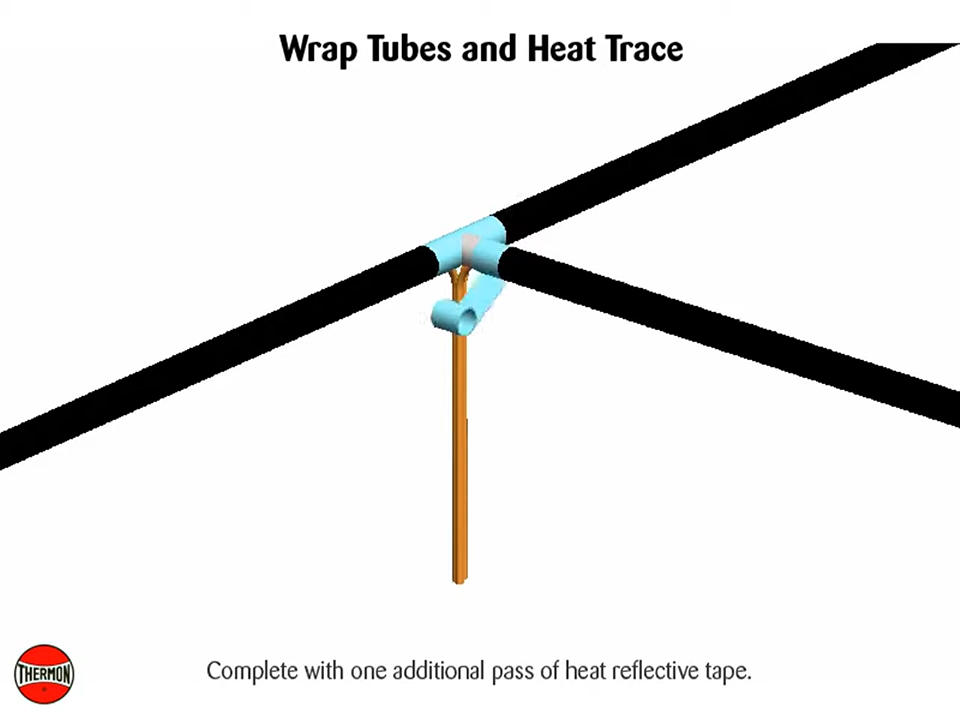 Wrap Tubes and Heat Trace
THERMON
Complete with one additional pass of heat reflective tape.